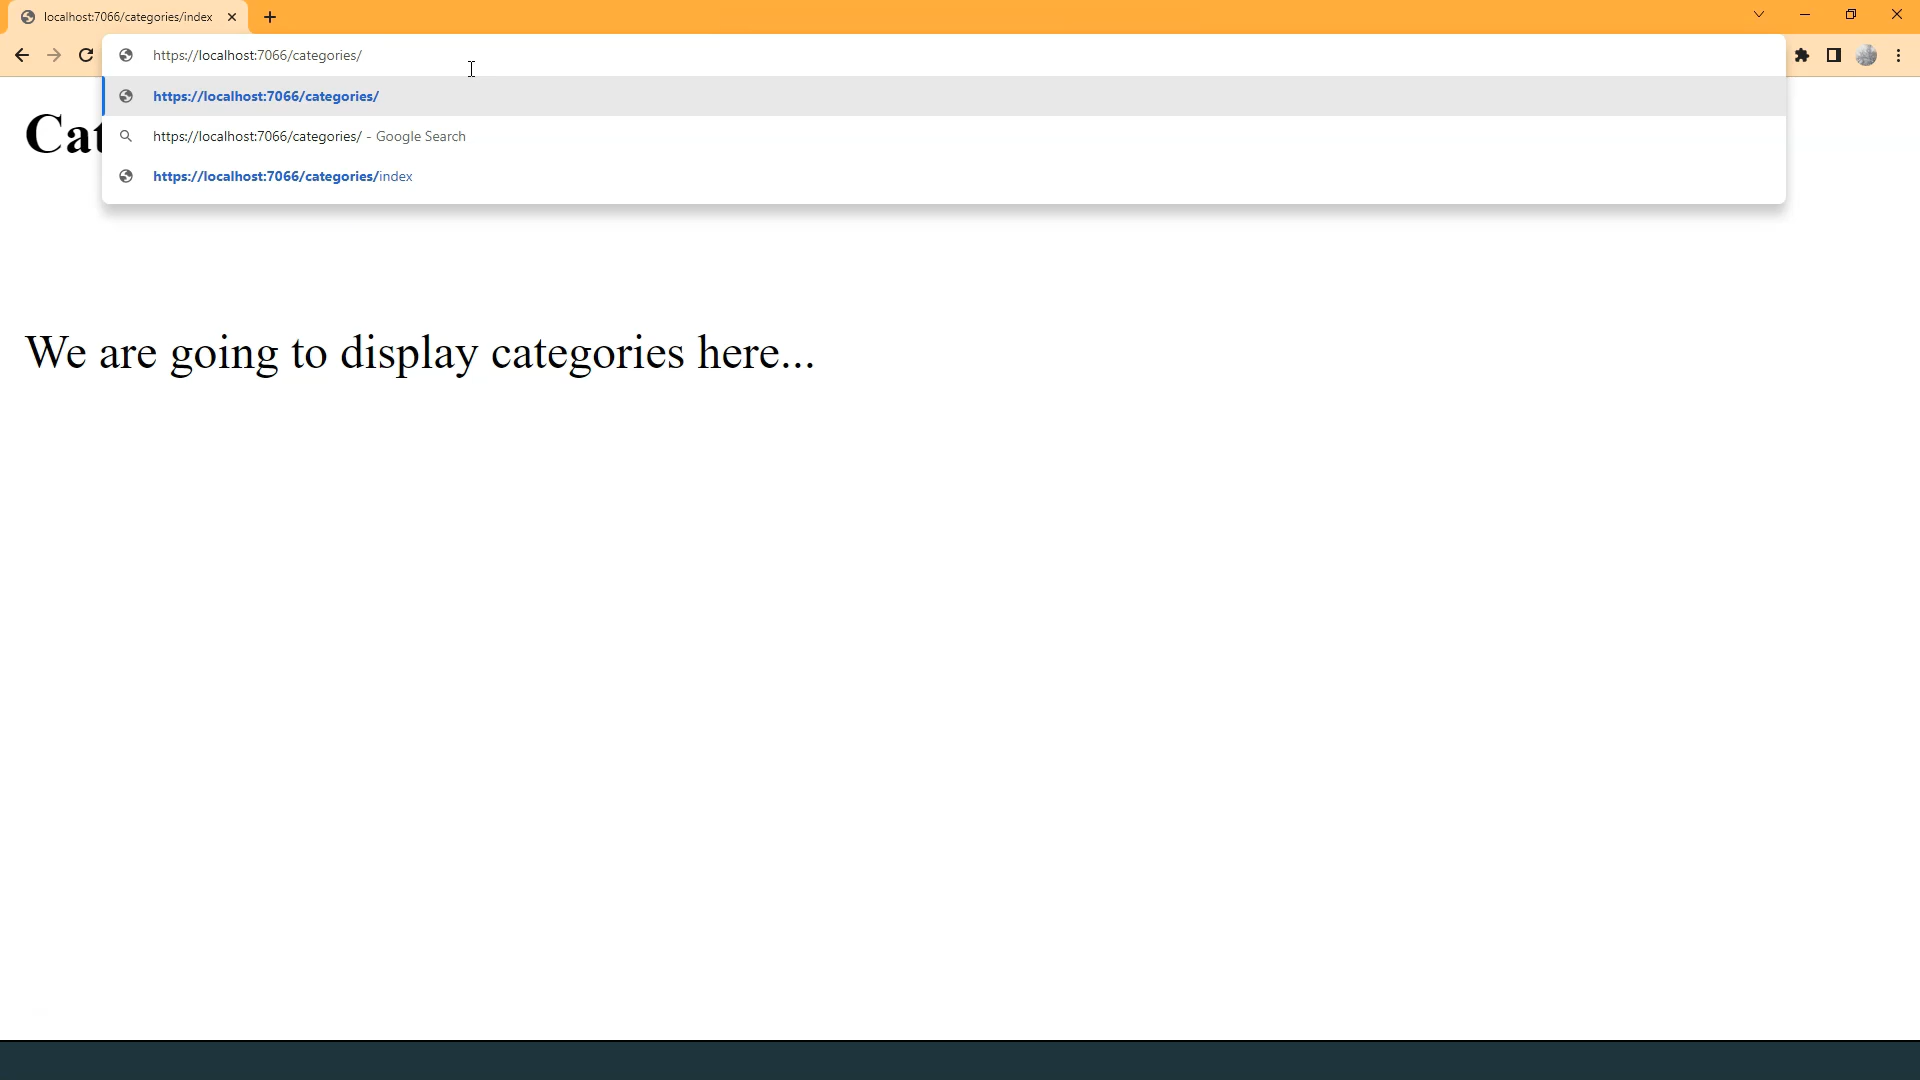 localhost:7066/categories/index
https://localhost:7066/categories/
https://localhost:7066/categories/
https://localhost:7066/categories/ - Google Search
https://localhost:7066/categories/index
Cat
We are going to display categories here...